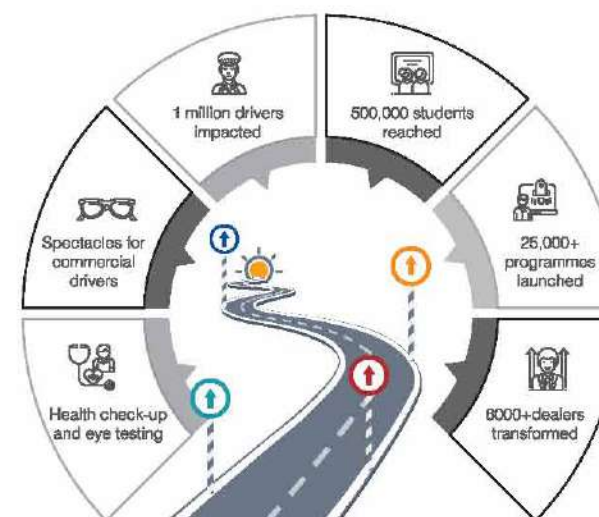 1 million drivers
impacted
500,000 students
reached
Spectacles for
commercial
drivers
25,000+
programmes
launched
Health check-up
and eye testing
6000+dealers
transformed